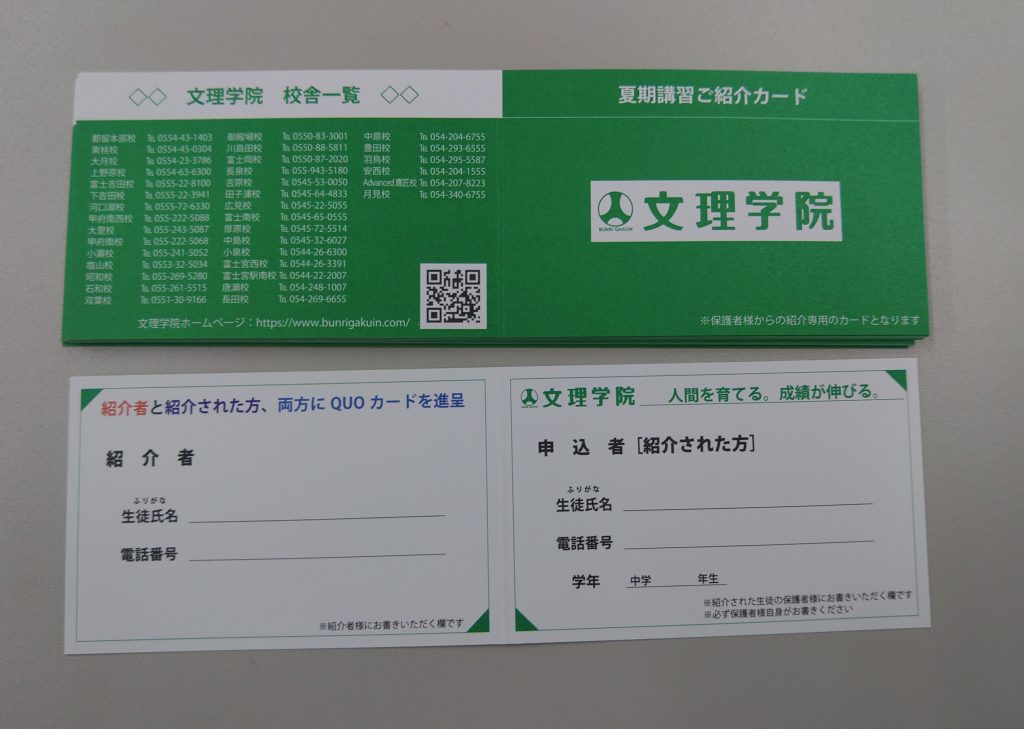 ◇◇ 文理学院 校舎一覧 ◇◇
都留本部校 ℡ 0554-43-1403
東桂校 ℡ 0554-45-0304
大月校 ℡ 0554-23-3786
上野原校 ℡ 0554-63-6300
富士吉田校 ℡ 0555-22-8100
下吉田校 ℡ 0555-22-3941
河口湖校 ℡ 0555-72-6330
甲府南西校 ℡ 055-222-5088
大里校 ℡ 055-243-5087
甲府南校 ℡ 055-222-5068
小瀬校 ℡ 055-241-5052
塩山校 ℡ 0553-32-5034
昭和校 ℡ 055-269-5280
石和校 ℡ 055-261-5515
双葉校 ℡ 0551-30-9166
御殿場校 ℡ 0550-83-3001
川島田校 ℡ 0550-88-5811
富士岡校 ℡ 0550-87-2020
長泉校 ℡ 055-943-5180
吉原校 ℡ 0545-53-0050
田子浦校 ℡ 0545-64-4833
広見校 ℡ 0545-22-5055
富士南校 ℡ 0545-65-0555
厚原校 ℡ 0545-72-5514
中島校 ℡ 0545-32-6027
小泉校 ℡ 0544-26-6300
富士宮西校 ℡ 0544-26-3391
富士宮駅南校 ℡ 0544-22-2007
唐瀬校 ℡ 054-248-1007
長田校 ℡ 054-269-6655
中原校 ℡ 054-204-6755
豊田校 ℡ 054-293-6555
羽鳥校 ℡ 054-295-5587
安西校 ℡ 054-204-1555
Advanced 鷹匠校 ℡ 054-207-8223
月見校 ℡ 054-340-6755
文理学院ホームページ：https://www.bunrigakuin.com/
夏期講習ご紹介カード
BUNRI GAKUIN
文理学院
※保護者様からの紹介専用のカードとなります
紹介者と紹介された方、両方に QUO カードを進呈
紹介者
ふりがな
生徒氏名
電話番号
※紹介者様にお書きいただく欄です
文理学院 人間を育てる。成績が伸びる。
申込者［紹介された方］
ふりがな
生徒氏名
電話番号
学年 中学 年生
※紹介された生徒の保護者様にお書きいただく欄です
※必ず保護者様自身がお書きください